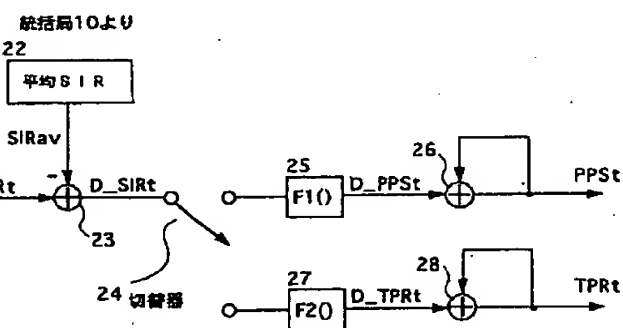 統括局10より
22
平均SIR
SIRav
Rt
-
D_SIRt
23
24 切替器
25
F1()
D_PPSt
26
PPSt
27
F2()
D_TPRt
28
TPRt